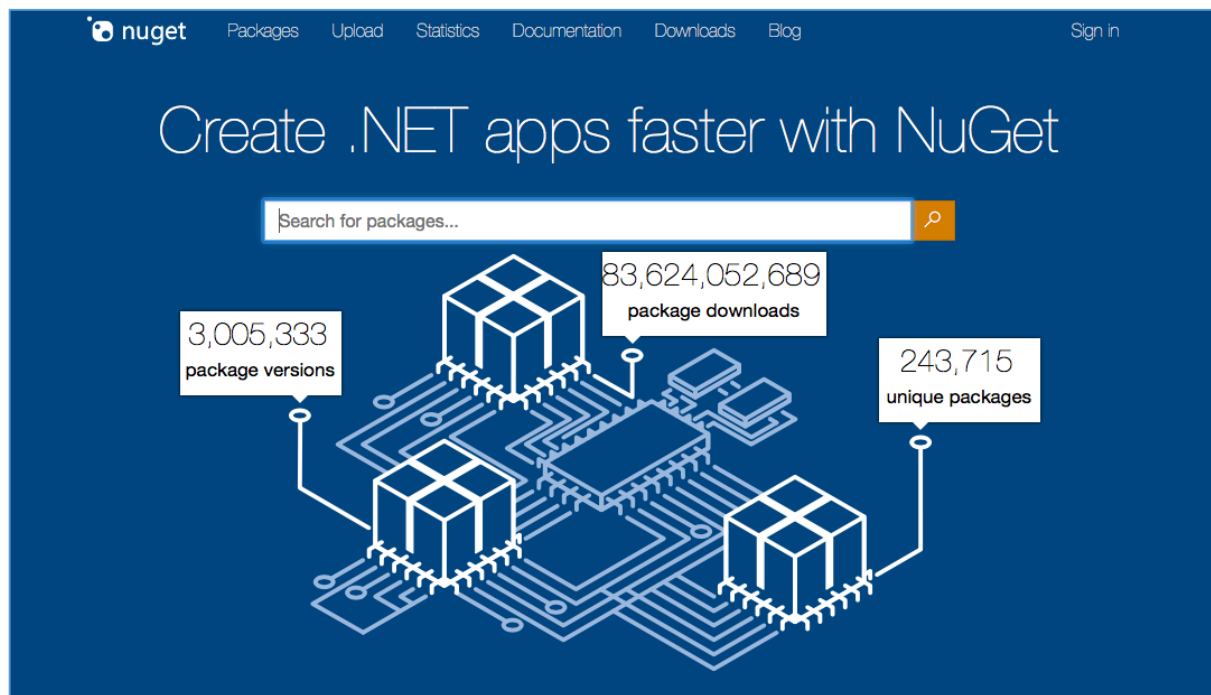 nuget Packages Upload Statistics Documentation Downloads Blog Sign in
Create .NET apps faster with NuGet
Search for packages...
83,624,052,689
package downloads
3,005,333
package versions
243,715
unique packages